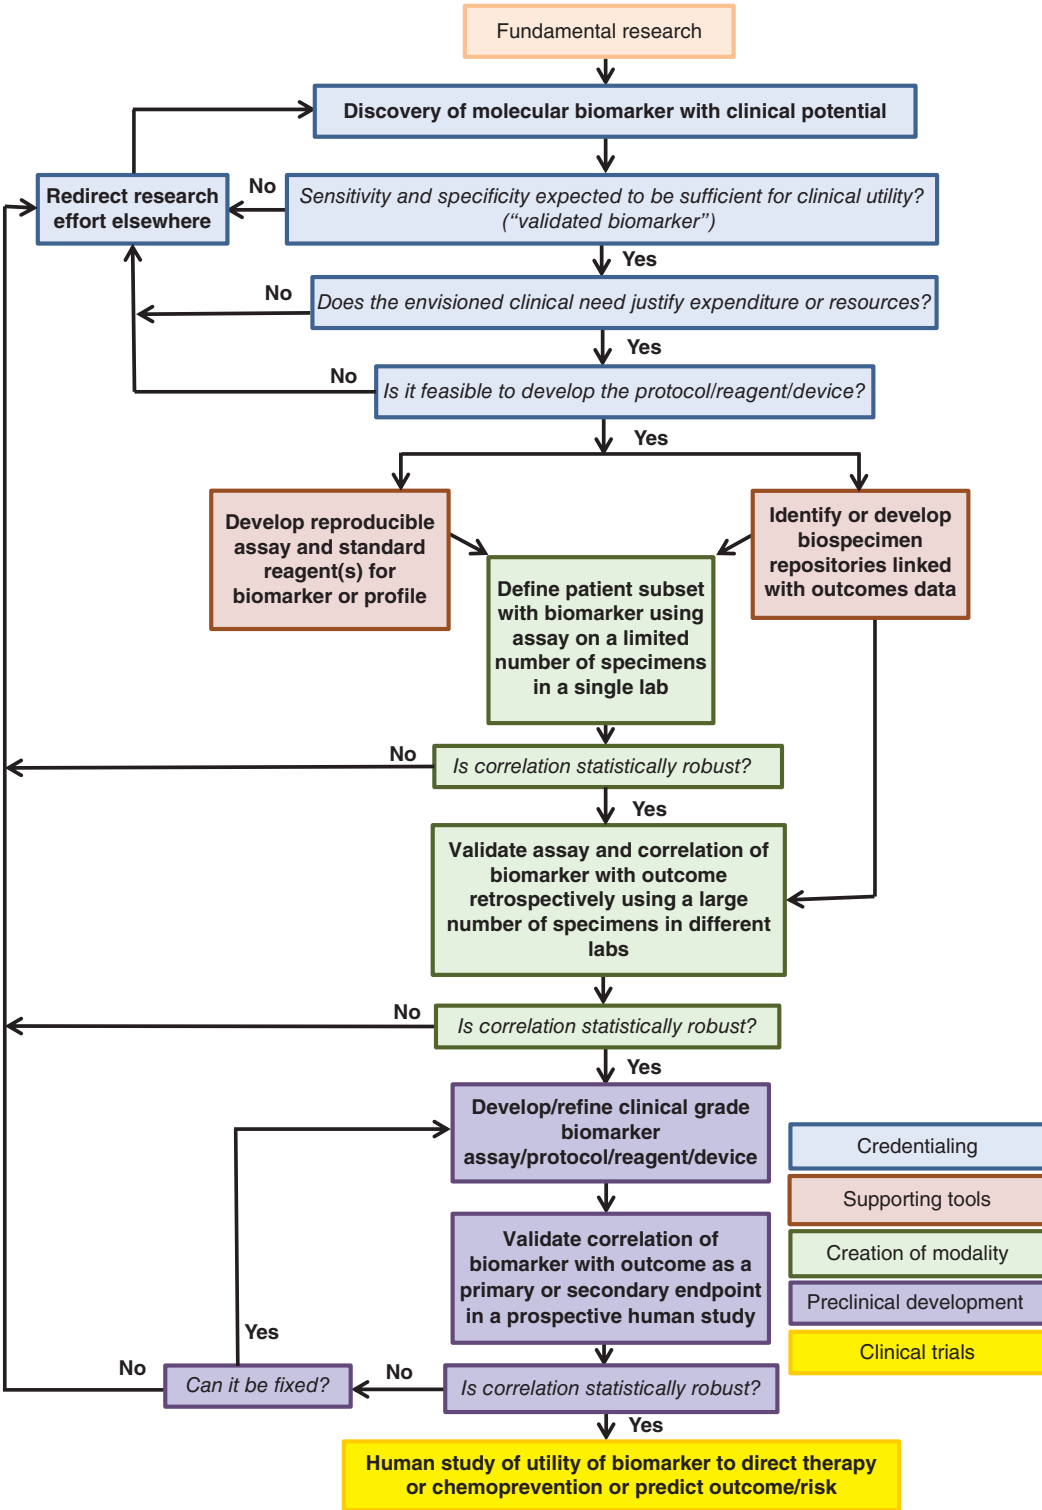 Fundamental research
Discovery of molecular biomarker with clinical potential
No
Redirect research
effort elsewhere
Sensitivity and specificity expected to be sufficient for clinical utility?
(“validated biomarker”)
Yes
No
Does the envisioned clinical need justify expenditure or resources?
Yes
No
Is it feasible to develop the protocol/reagent/device?
Yes
Develop reproducible
assay and standard
reagent(s) for
biomarker or profile
Identify or develop
biospecimen
repositories linked
with outcomes data
Define patient subset
with biomarker using
assay on a limited
number of specimens
in a single lab
No
Is correlation statistically robust?
Yes
Validate assay and correlation of
biomarker with outcome
retrospectively using a large
number of specimens in different
labs
No
Is correlation statistically robust?
Yes
Develop/refine clinical grade
biomarker
assay/protocol/reagent/device
Validate correlation of
biomarker with outcome as a
primary or secondary endpoint
in a prospective human study
Yes
No
Can it be fixed?
No
Is correlation statistically robust?
Yes
Human study of utility of biomarker to direct therapy
or chemoprevention or predict outcome/risk
Credentialing
Supporting tools
Creation of modality
Preclinical development
Clinical trials